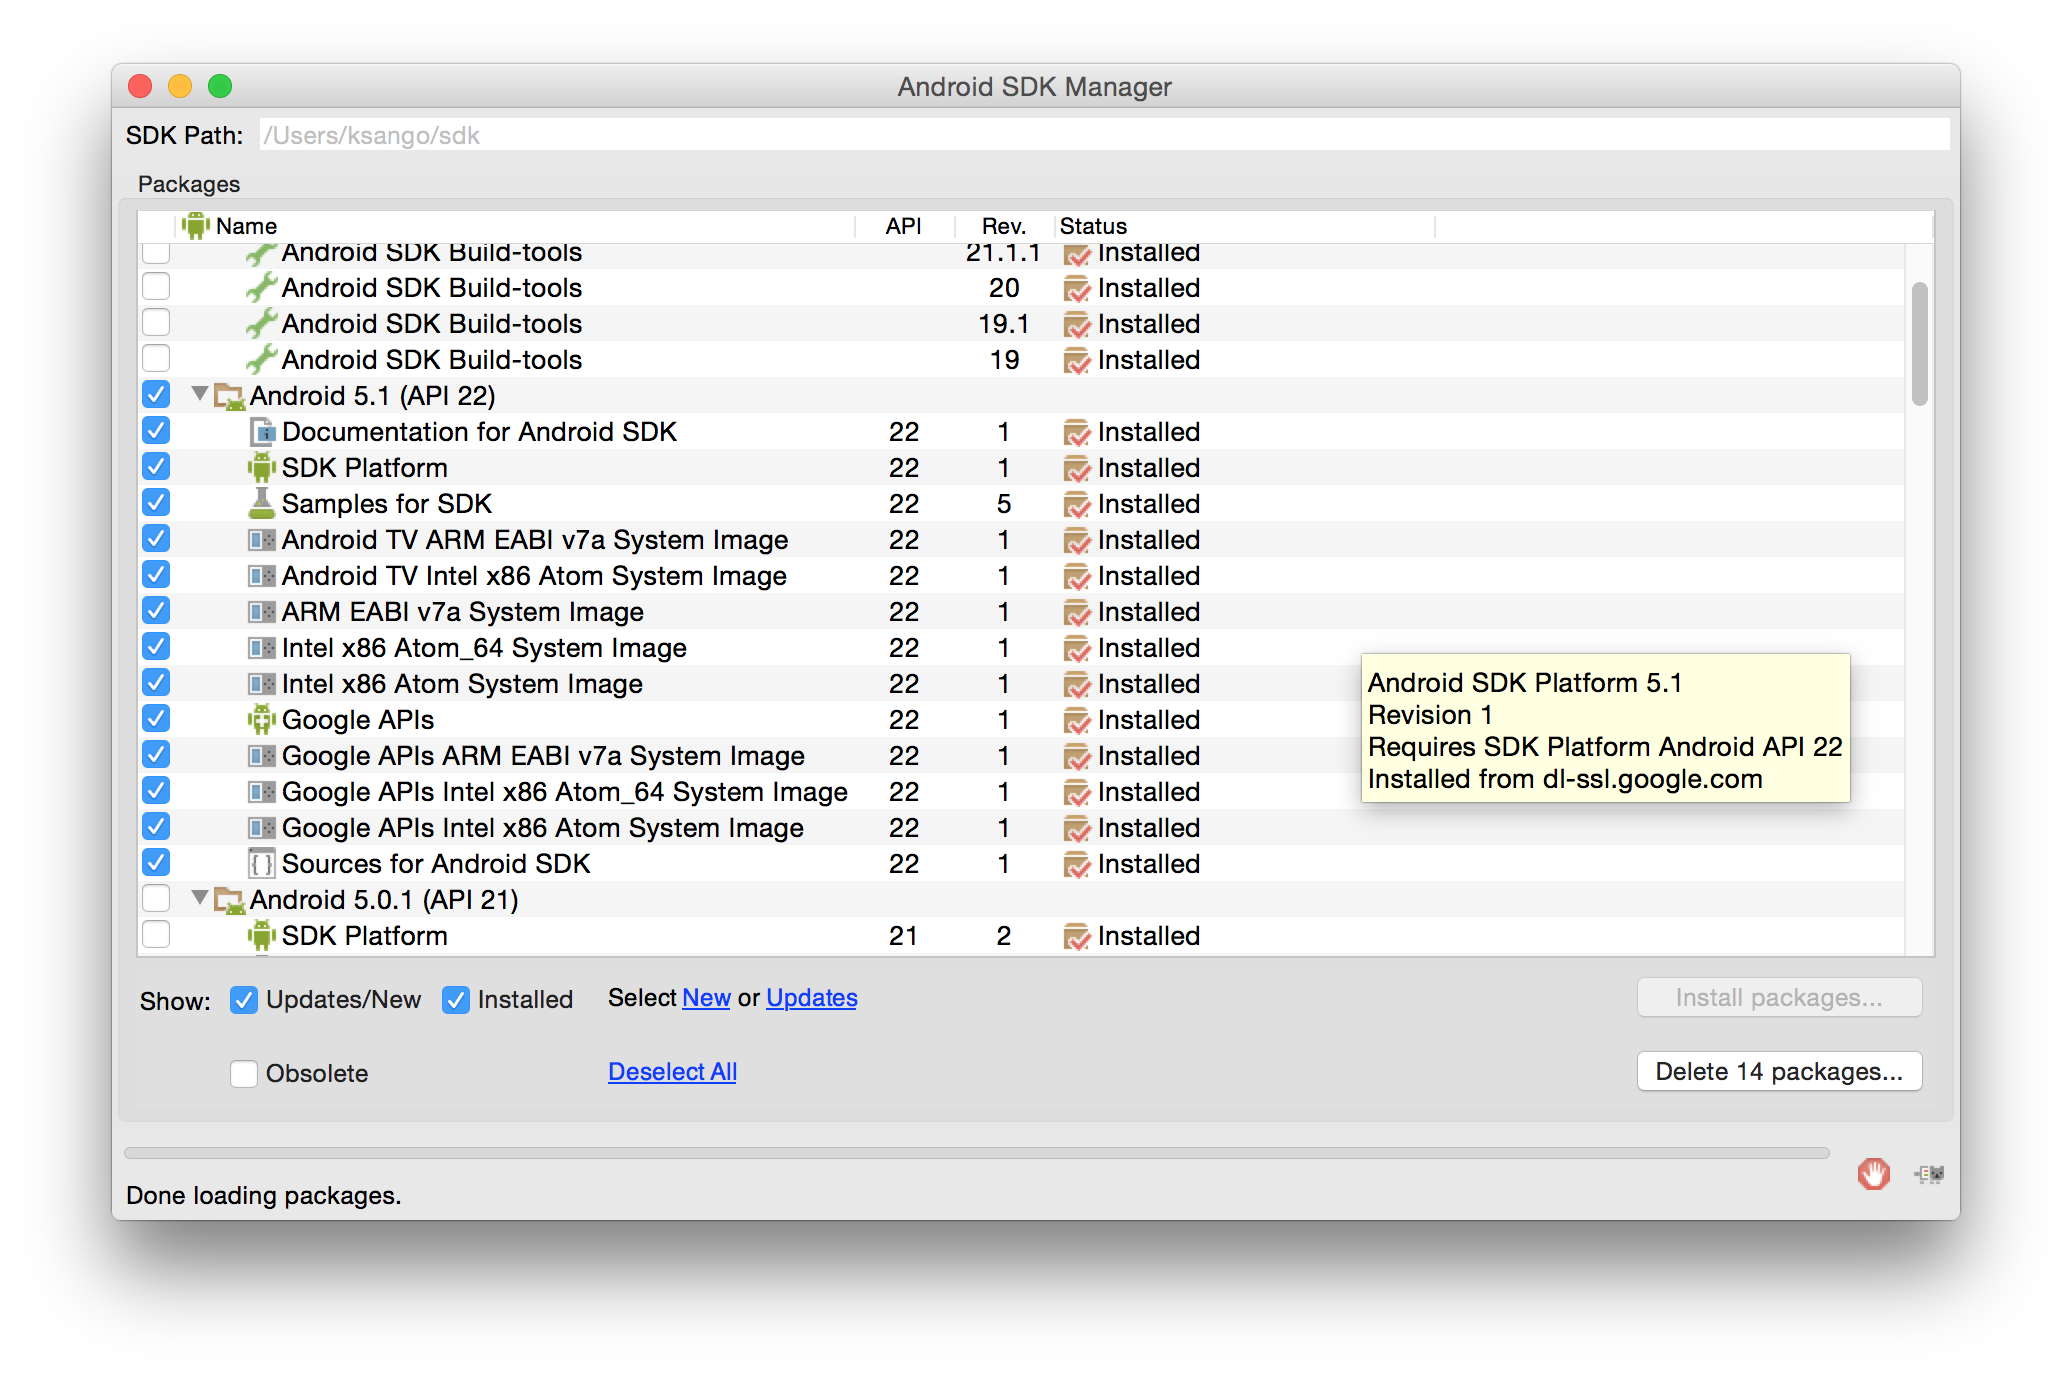 Android SDK Manager
SDK Path: /Users/ksango/sdk
Packages
Name API Rev. Status
Android SDK Build-tools 21.1.1 Installed
Android SDK Build-tools 20 Installed
Android SDK Build-tools 19.1 Installed
Android SDK Build-tools 19 Installed
Android 5.1 (API 22)
Documentation for Android SDK 22 1 Installed
SDK Platform 22 1 Installed
Samples for SDK 22 5 Installed
Android TV ARM EABI v7a System Image 22 1 Installed
Android TV Intel x86 Atom System Image 22 1 Installed
ARM EABI v7a System Image 22 1 Installed
Intel x86 Atom_64 System Image 22 1 Installed
Intel x86 Atom System Image 22 1 Installed
Google APIs 22 1 Installed
Google APIs ARM EABI v7a System Image 22 1 Installed
Google APIs Intel x86 Atom_64 System Image 22 1 Installed
Google APIs Intel x86 Atom System Image 22 1 Installed
Sources for Android SDK 22 1 Installed
Android 5.0.1 (API 21)
SDK Platform 21 2 Installed
Android SDK Platform 5.1
Revision 1
Requires SDK Platform Android API 22
Installed from dl-ssl.google.com
Show: Updates/New Installed Select New or Updates Install packages...
Obsolete Deselect All Delete 14 packages...
Done loading packages.